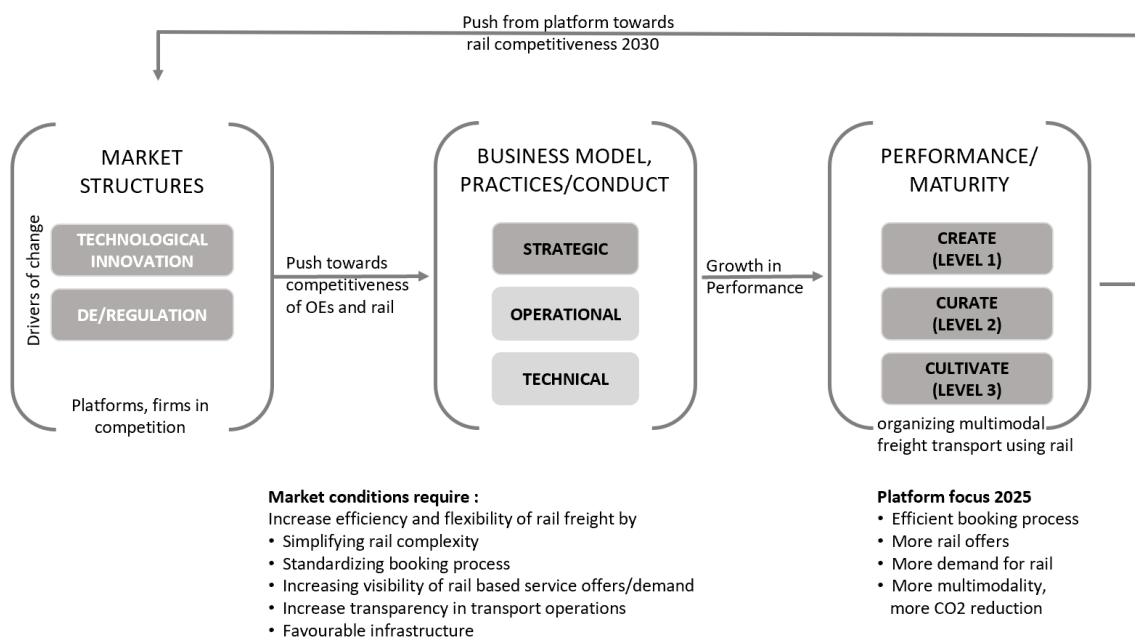 Push from platform towards
rail competitiveness 2030
MARKET
STRUCTURES
Drivers of change
TECHNOLOGICAL
INNOVATION
DE/REGULATION
Platforms, firms in
competition
Push towards
competitiveness
of OEs and rail
BUSINESS MODEL,
PRACTICES/CONDUCT
STRATEGIC
OPERATIONAL
TECHNICAL
Growth in
Performance
PERFORMANCE/
MATURITY
CREATE
(LEVEL 1)
CURATE
(LEVEL 2)
CULTIVATE
(LEVEL 3)
organizing multimodal
freight transport using rail
Market conditions require :
Increase efficiency and flexibility of rail freight by
• Simplifying rail complexity
• Standardizing booking process
• Increasing visibility of rail based service offers/demand
• Increase transparency in transport operations
• Favourable infrastructure
Platform focus 2025
• Efficient booking process
• More rail offers
• More demand for rail
• More multimodality,
more CO2 reduction